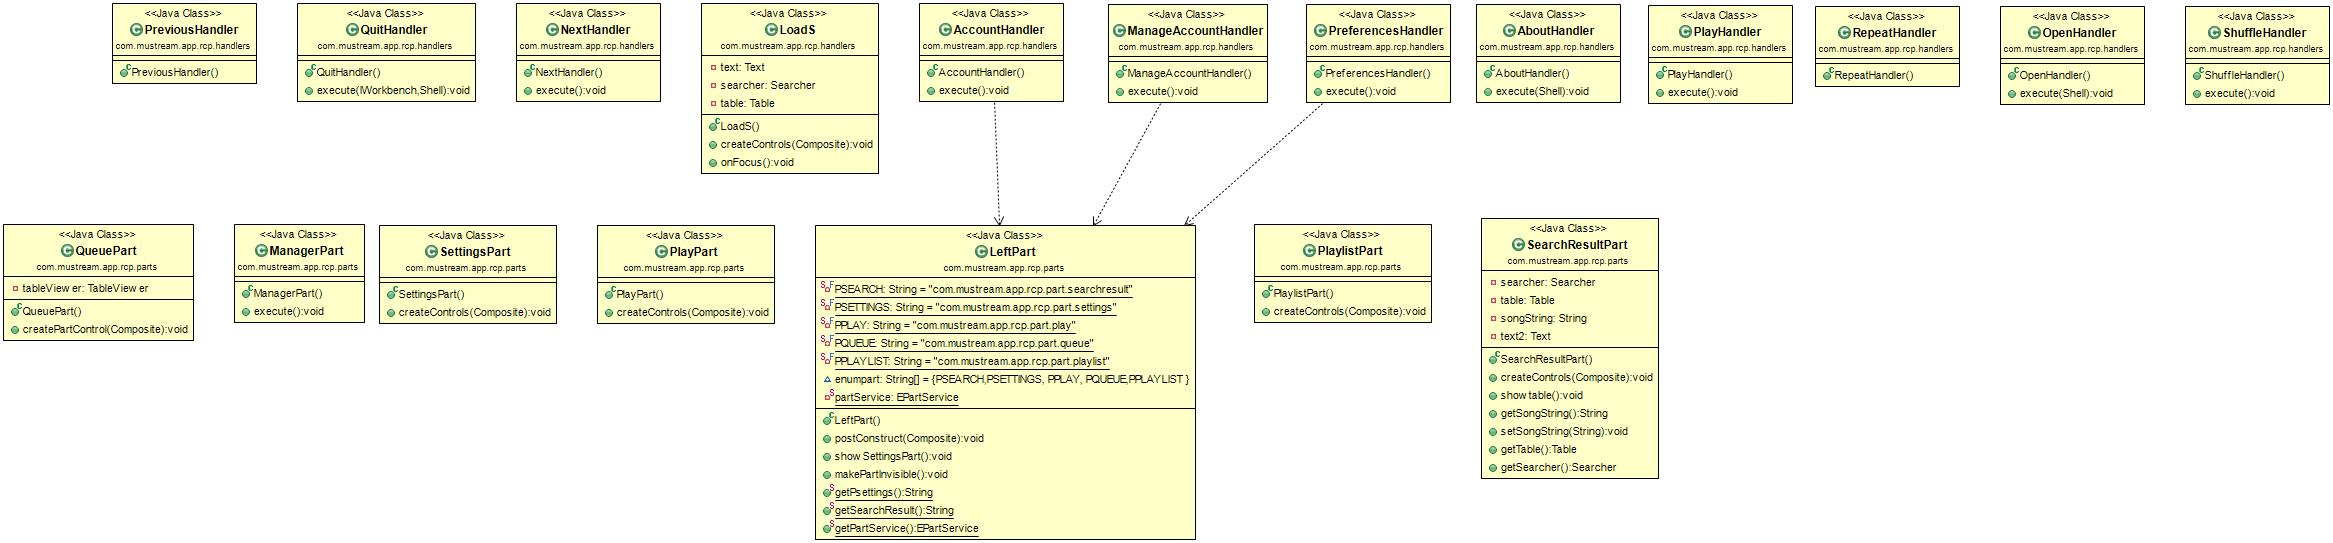 <<Java Class>>
PreviousHandler
com.mustream.app.rcp.handlers
PreviousHandler()
<<Java Class>>
QuitHandler
com.mustream.app.rcp.handlers
QuitHandler()
execute(IWorkbench,Shell):void
<<Java Class>>
NextHandler
com.mustream.app.rcp.handlers
NextHandler()
execute():void
<<Java Class>>
LoadS
com.mustream.app.rcp.handlers
text: Text
searcher: Searcher
table: Table
LoadS()
createControls(Composite):void
onFocus():void
<<Java Class>>
AccountHandler
com.mustream.app.rcp.handlers
AccountHandler()
execute():void
<<Java Class>>
ManageAccountHandler
com.mustream.app.rcp.handlers
ManageAccountHandler()
execute():void
<<Java Class>>
PreferencesHandler
com.mustream.app.rcp.handlers
PreferencesHandler()
execute():void
<<Java Class>>
AboutHandler
com.mustream.app.rcp.handlers
AboutHandler()
execute(Shell):void
<<Java Class>>
PlayHandler
com.mustream.app.rcp.handlers
PlayHandler()
execute():void
<<Java Class>>
RepeatHandler
com.mustream.app.rcp.handlers
RepeatHandler()
<<Java Class>>
OpenHandler
com.mustream.app.rcp.handlers
OpenHandler()
execute(Shell):void
<<Java Class>>
ShuffleHandler
com.mustream.app.rcp.handlers
ShuffleHandler()
execute():void
<<Java Class>>
QueuePart
com.mustream.app.rcp.parts
tableViewer: TableViewer
QueuePart()
createPartControl(Composite):void
<<Java Class>>
ManagerPart
com.mustream.app.rcp.parts
ManagerPart()
execute():void
<<Java Class>>
SettingsPart
com.mustream.app.rcp.parts
SettingsPart()
createControls(Composite):void
<<Java Class>>
PlayPart
com.mustream.app.rcp.parts
PlayPart()
createControls(Composite):void
<<Java Class>>
LeftPart
com.mustream.app.rcp.parts
PSEARCH: String = "com.mustream.app.rcp.part.searchresult"
PSETTINGS: String = "com.mustream.app.rcp.part.settings"
PPLAY: String = "com.mustream.app.rcp.part.play"
PQUEUE: String = "com.mustream.app.rcp.part.queue"
PPLAYLIST: String = "com.mustream.app.rcp.part.playlist"
enumpart: String[] = {PSEARCH,PSETTINGS, PPLAY, PQUEUE,PPLAYLIST }
partService: EPartService
LeftPart()
postConstruct(Composite):void
showSettingsPart():void
makePartInvisible():void
getPsettings():String
getSearchResult():String
getPartService():EPartService
<<Java Class>>
PlaylistPart
com.mustream.app.rcp.parts
PlaylistPart()
createControls(Composite):void
<<Java Class>>
SearchResultPart
com.mustream.app.rcp.parts
searcher: Searcher
table: Table
songString: String
text2: Text
SearchResultPart()
createControls(Composite):void
showtable():void
getSongString():String
setSongString(String):void
getTable():Table
getSearcher():Searcher